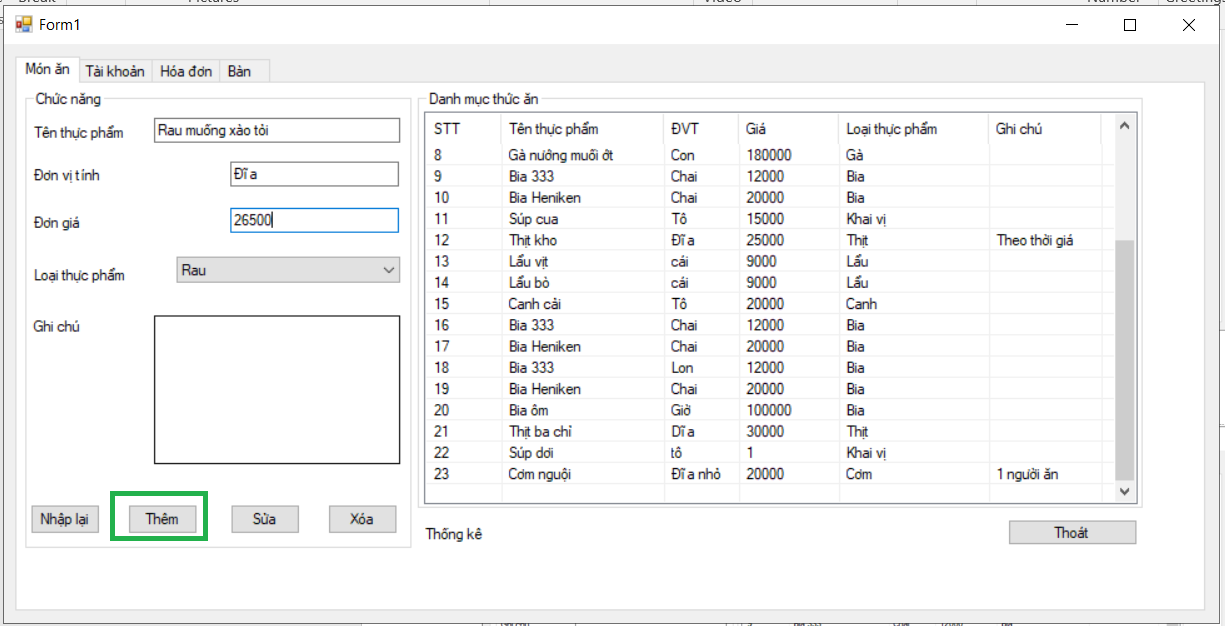 Form1
Món ăn Tài khoản Hóa đơn Bàn
Chức năng
Tên thực phẩm Rau muống xào tỏi
Đơn vị tính Đĩa
Đơn giá 26500
Loại thực phẩm Rau
Ghi chú
Nhập lại Thêm Sửa Xóa
Danh mục thức ăn
STT Tên thực phẩm ĐVT Giá Loại thực phẩm Ghi chú
8 Gà nướng muối ớt Con 180000 Gà
9 Bia 333 Chai 12000 Bia
10 Bia Heniken Chai 20000 Bia
11 Súp cua Tô 15000 Khai vị
12 Thịt kho Đĩa 25000 Thịt Theo thời giá
13 Lẩu vịt cái 9000 Lẩu
14 Lẩu bò cái 9000 Lẩu
15 Canh cải Tô 20000 Canh
16 Bia 333 Chai 12000 Bia
17 Bia Heniken Chai 20000 Bia
18 Bia 333 Lon 12000 Bia
19 Bia Heniken Chai 20000 Bia
20 Bia ôm Giờ 100000 Bia
21 Thịt ba chỉ Dĩa 30000 Thịt
22 Súp dơi tô 1 Khai vị
23 Cơm nguội Đĩa nhỏ 20000 Cơm 1 người ăn
Thống kê Thoát